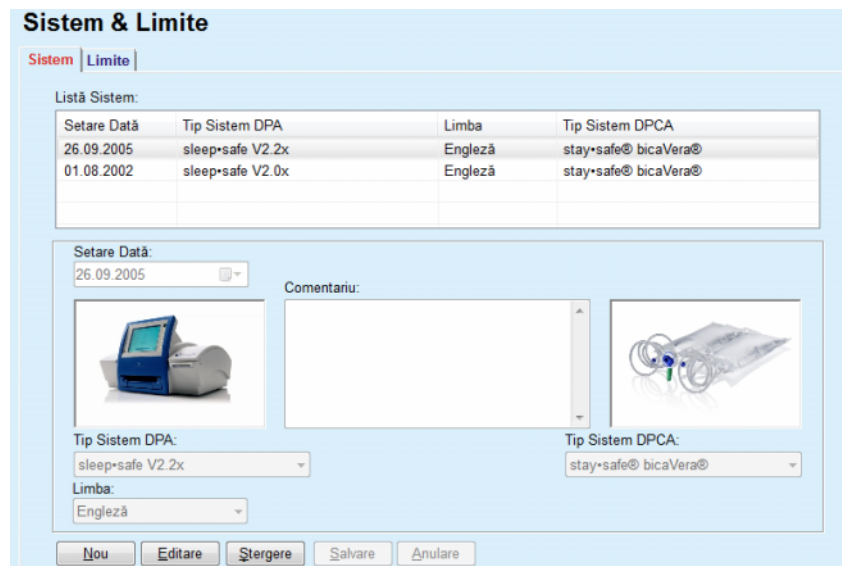 Sistem & Limite
Sistem Limite
Listă Sistem:
Setare Dată Tip Sistem DPA Limba Tip Sistem DPCA
26.09.2005 sleep•safe V2.2x Engleză stay•safe® bicaVera®
01.08.2002 sleep•safe V2.0x Engleză stay•safe® bicaVera®
Setare Dată:
26.09.2005
Comentariu:
Tip Sistem DPA:
Tip Sistem DPCA:
sleep•safe V2.2x
stay•safe® bicaVera®
Limba:
Engleză
Nou Editare Ștergere Salvare Anulare